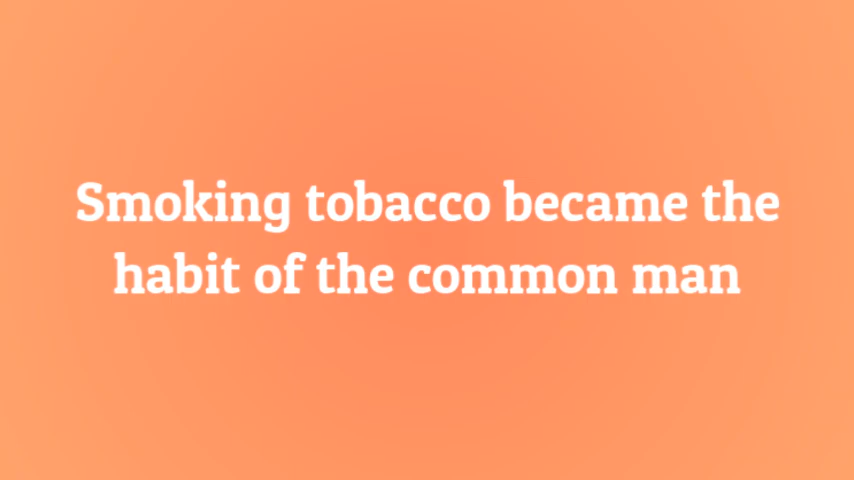 Smoking tobacco became the
habit of the common man